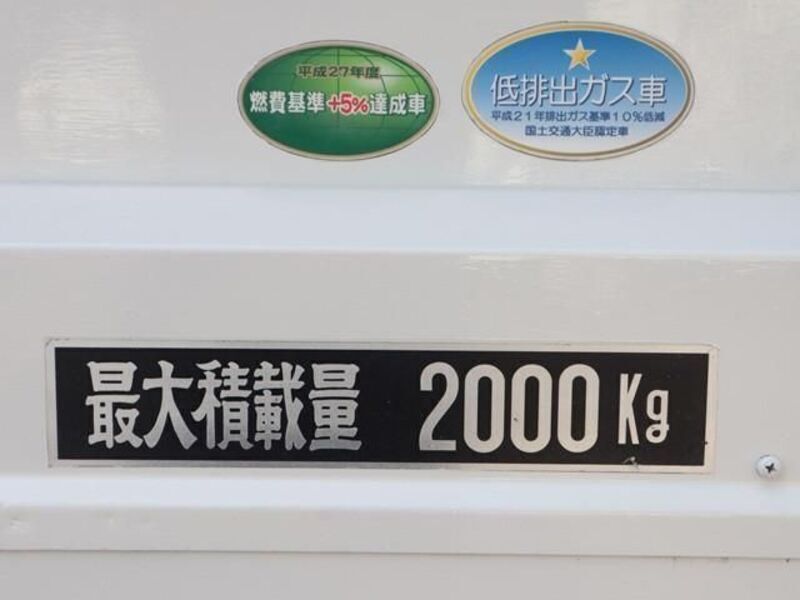 平成27年度
燃費基準+5%達成車
低排出ガス車
平成21年排出ガス基準10%低減
国土交通大臣認定車
最大積載量 2000 Kg